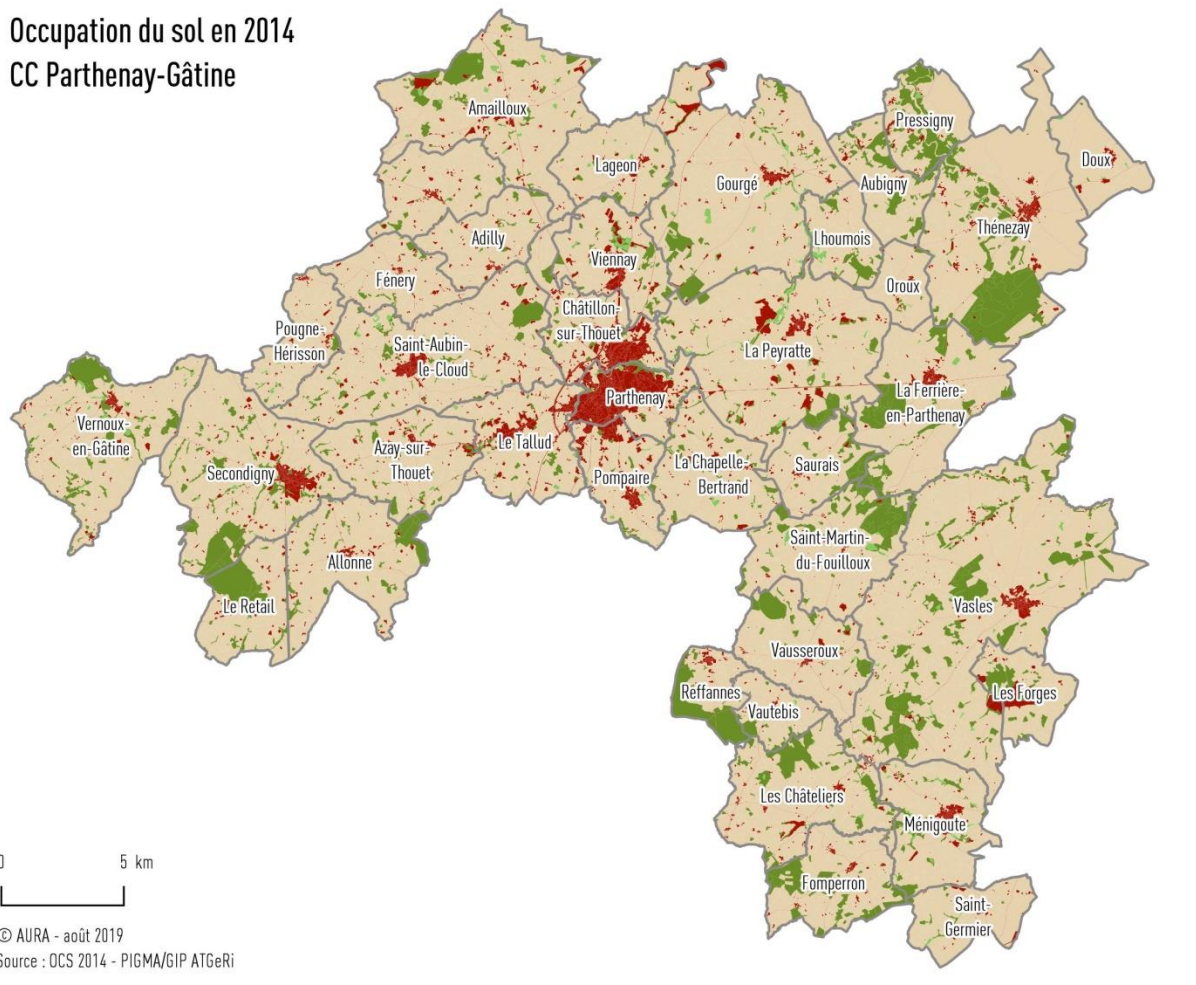 Occupation du sol en 2014
CC Parthenay-Gâtine
Amailloux
Pressigny
Doux
Lageon
Gourgé
Aubigny
Thénezay
Adilly
Lhoumois
Viennay
Fénery
Oroux
Châtillon-
sur-Thouet
Pougne-
Hérisson
Saint-Aubin-
le-Cloud
La Peyratte
Parthenay
La Ferrière-
en-Parthenay
Vernoux-
en-Gâtine
Le Tallud
Azay-sur-
Thouet
Secondigny
Pompaire
La Chapelle-
Bertrand
Saurais
Saint-Martin-
du-Fouilloux
Allonne
Le Retail
Vasles
Vausseroux
Reffannes
Vautebis
Les Forges
Les Châteliers
Ménigoute
Fomperron
Saint-
Germier
0 5 km
© AURA - août 2019
Source : OCS 2014 - PIGMA/GIP ATGeRi